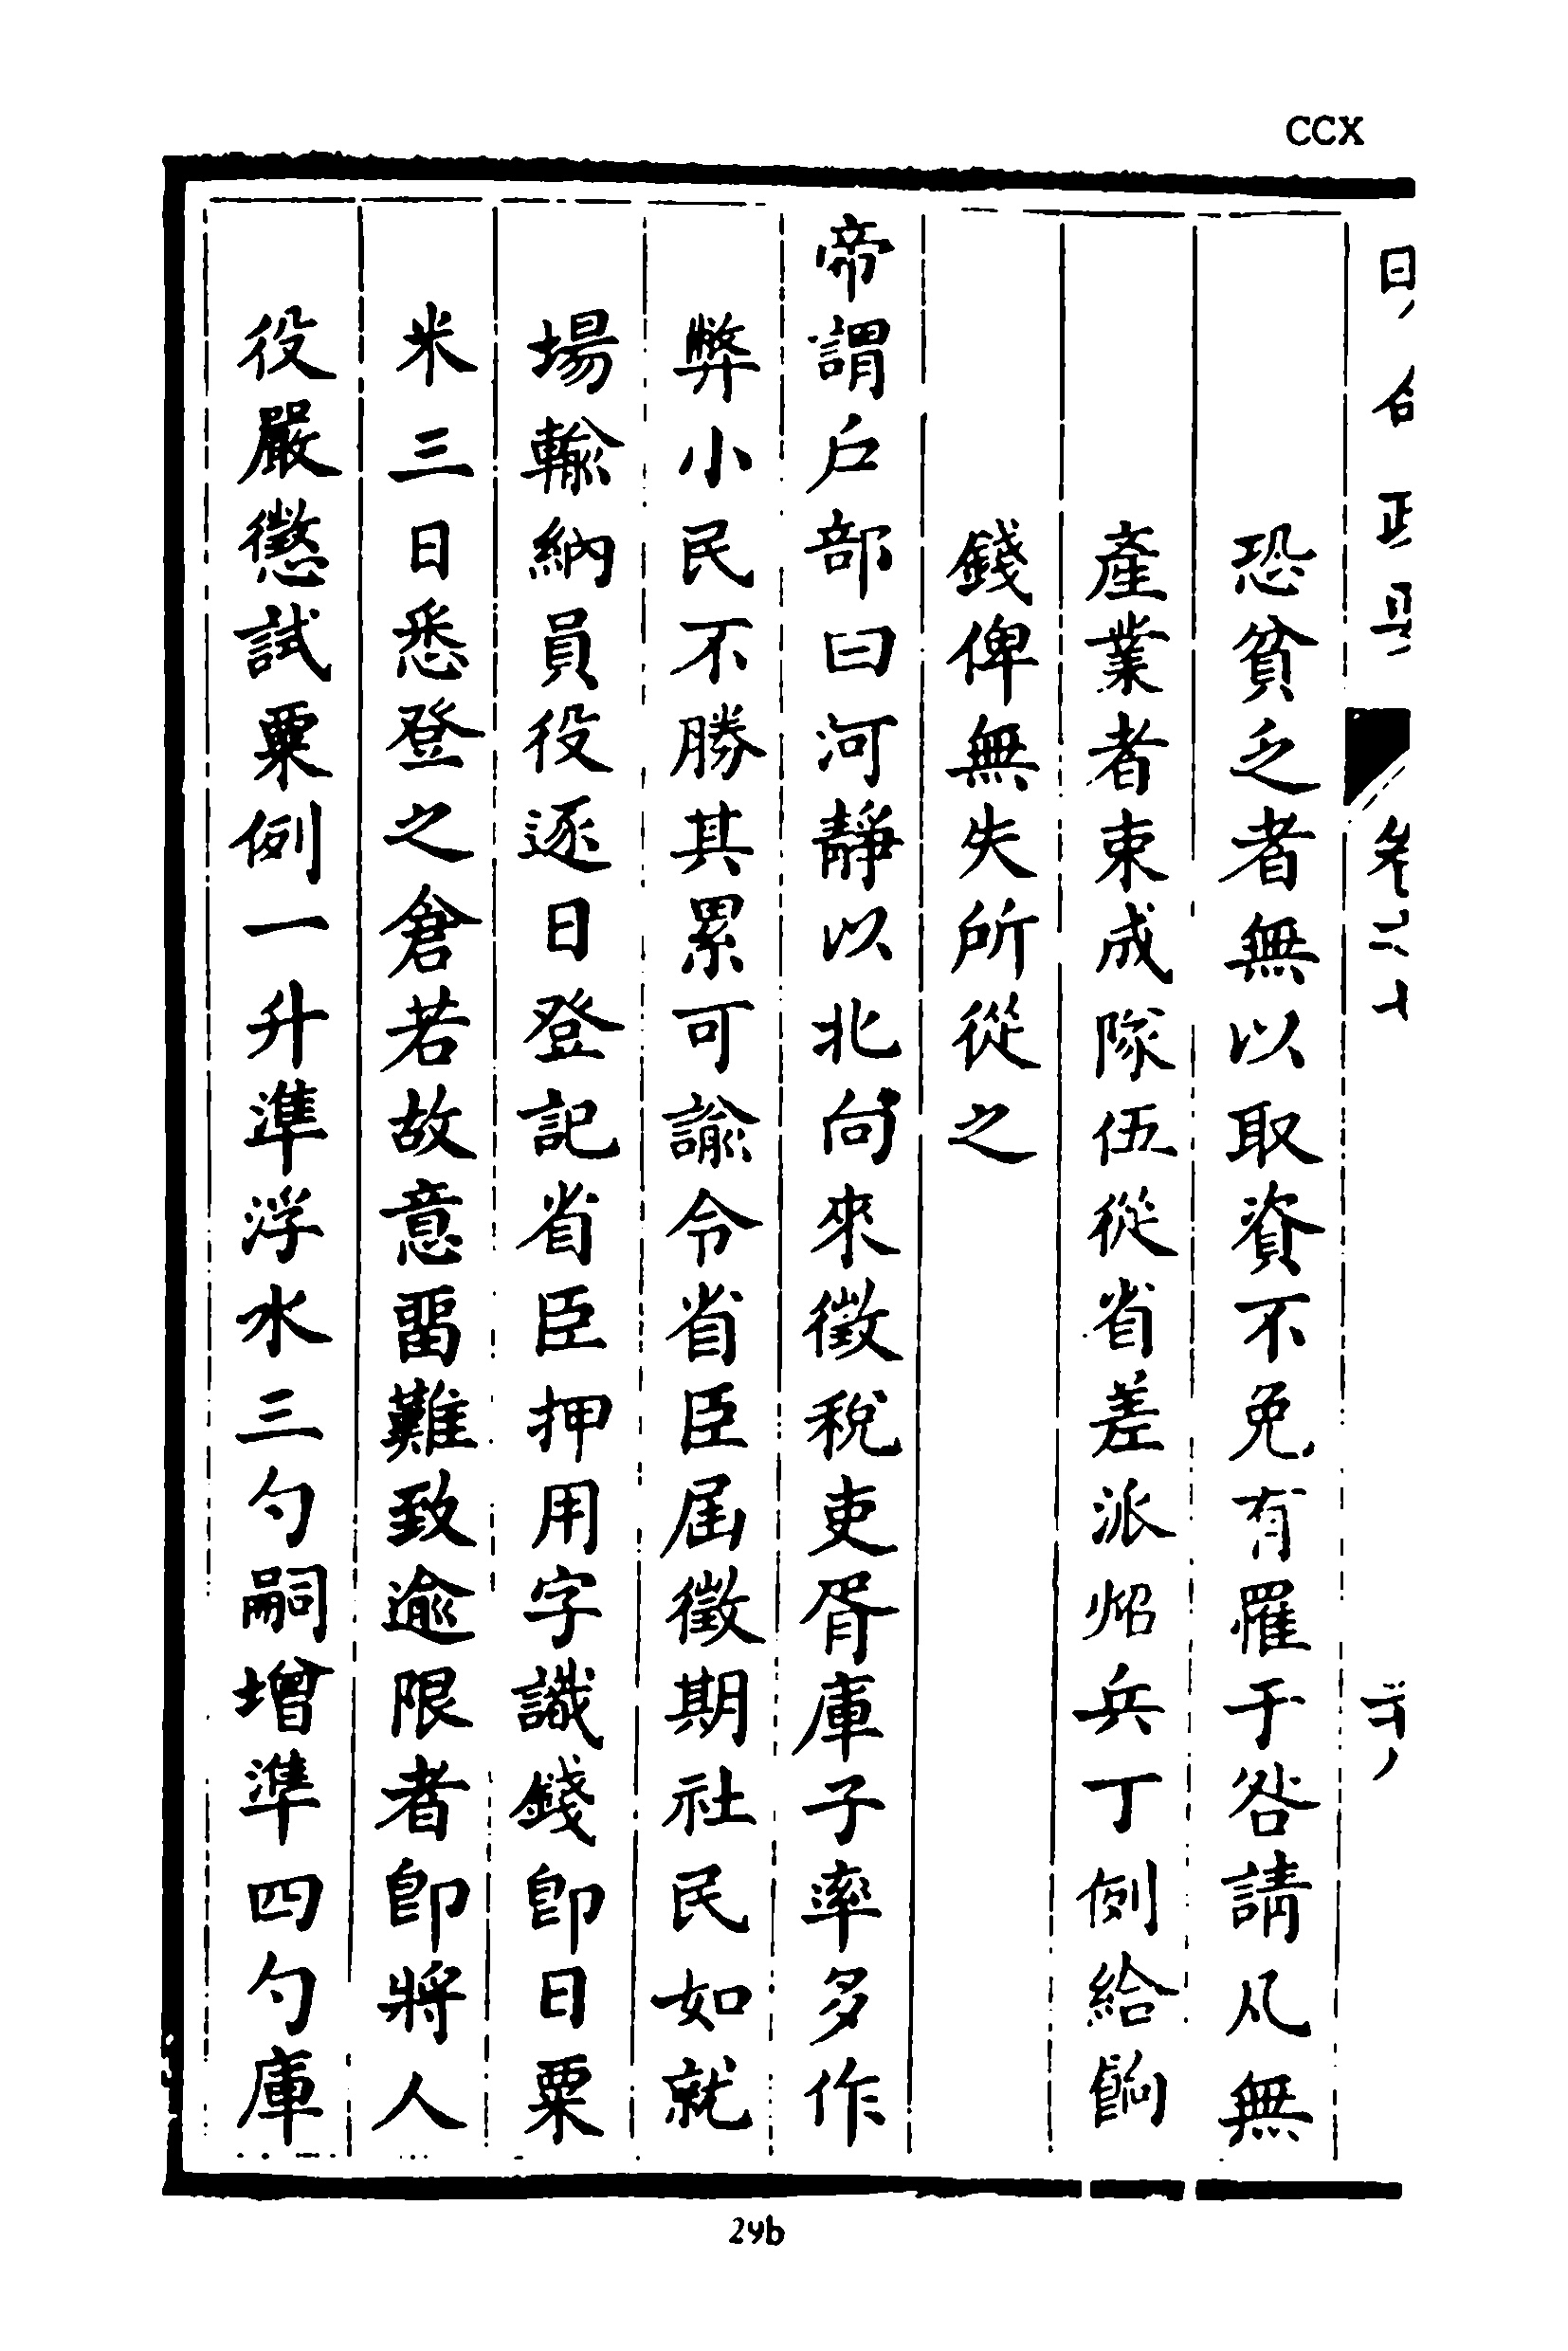 CCX
恐貧乏者無以取資不免有罹于咎請凡無
產業者束成隊伍從省差派炤兵丁例給餉
錢俾無失所從之
帝謂戶部曰河靜以北向來徵稅吏胥庫子率多作
弊小民不勝其累可諭令省臣屆徵期社民如就
場輸納員役逐日登記省臣押用字識錢卽日粟
米三日悉登之倉若故意畱難致逾限者卽將人
役嚴懲試粟例一升準浮水三勺嗣增準四勺庫
29b